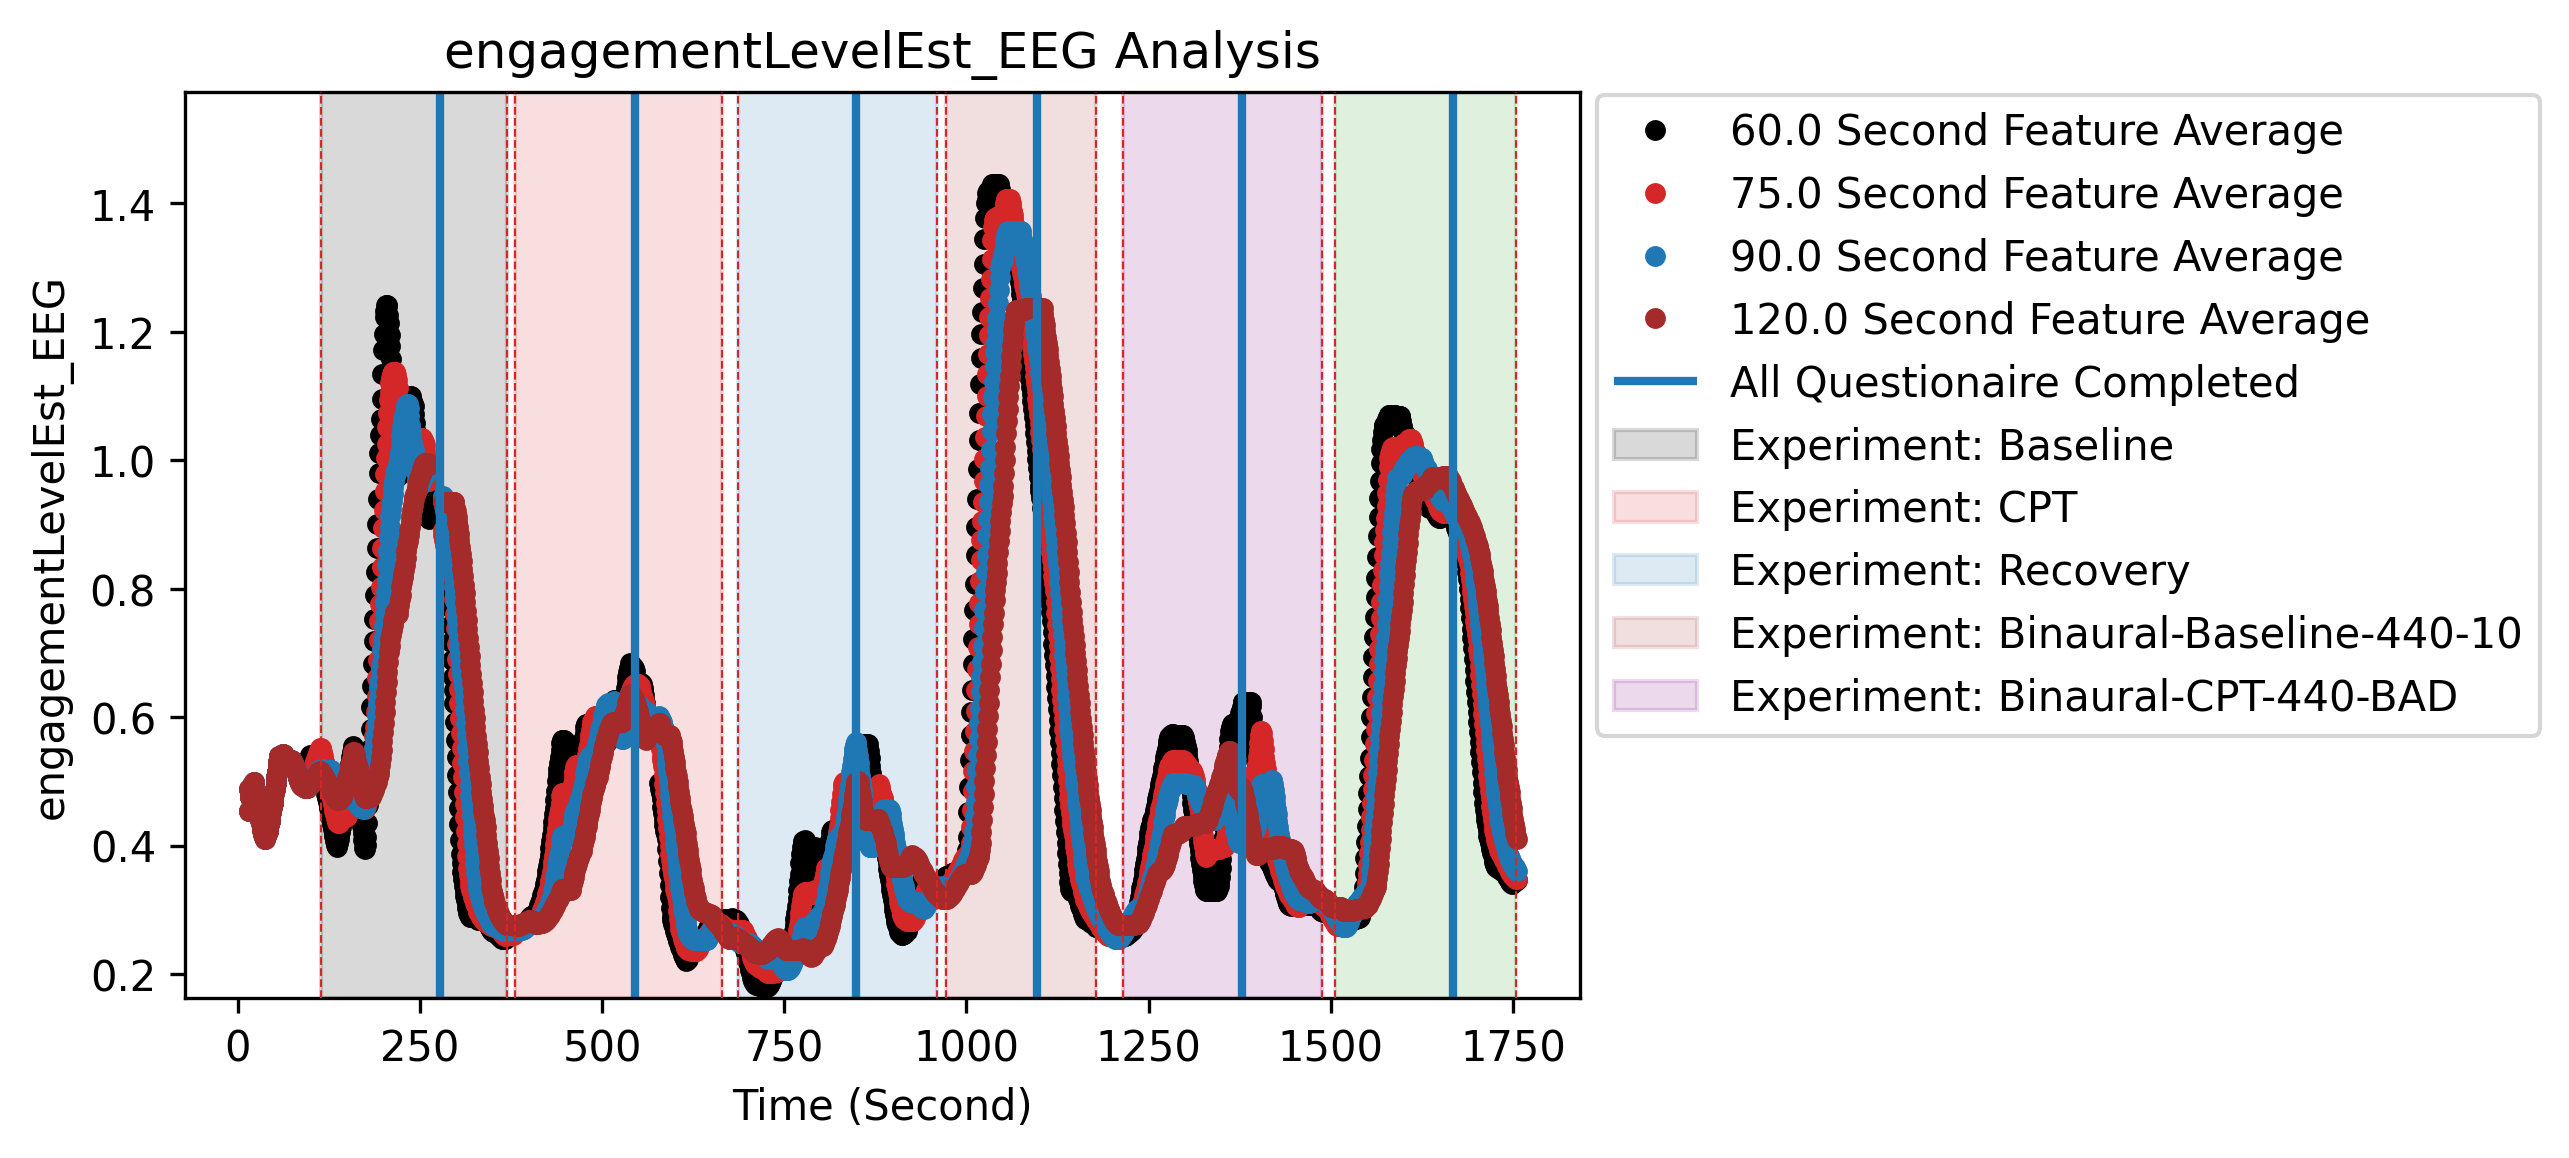 engagementLevelEst_EEG Analysis
engagementLevelEst_EEG
1.4
1.2
1.0
0.8
0.6
0.4
0.2
0 250 500 750 1000 1250 1500 1750
Time (Second)
60.0 Second Feature Average
75.0 Second Feature Average
90.0 Second Feature Average
120.0 Second Feature Average
All Questionaire Completed
Experiment: Baseline
Experiment: CPT
Experiment: Recovery
Experiment: Binaural-Baseline-440-10
Experiment: Binaural-CPT-440-BAD